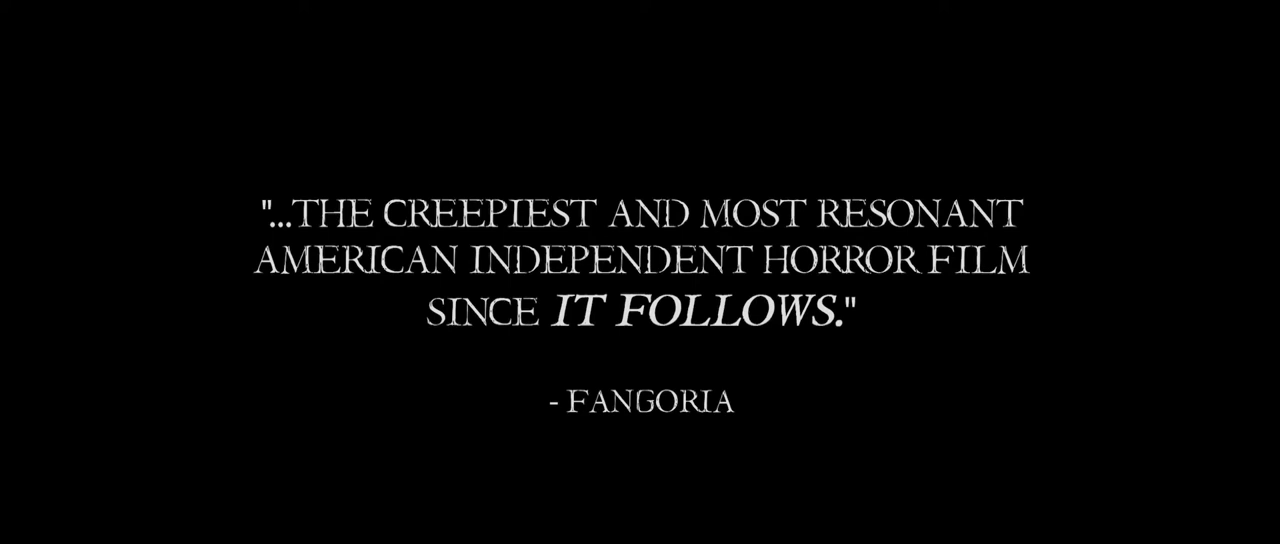 "...THE CREEPIEST AND MOST RESONANT
AMERICAN INDEPENDENT HORROR FILM
SINCE IT FOLLOWS."
- FANGORIA